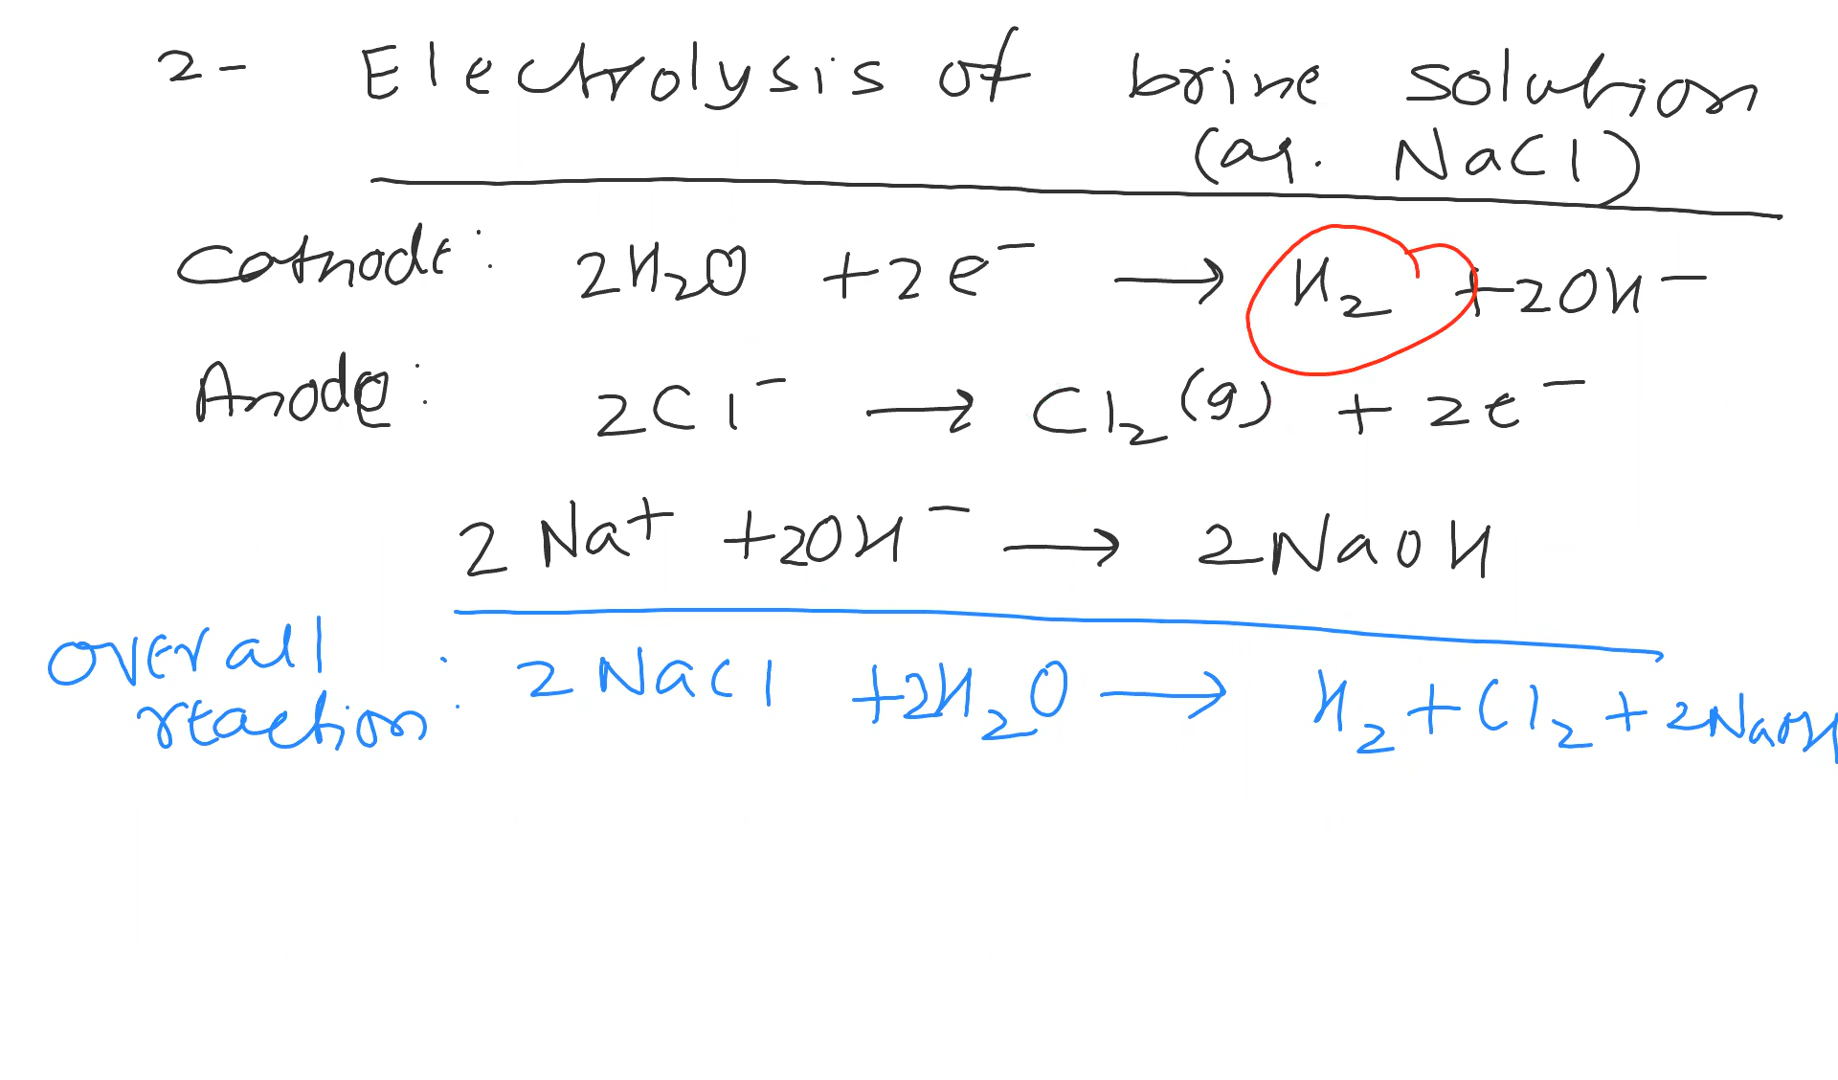 2- Electrolysis of brine solution
(aq. NaCl)
Cathode: 2H₂O + 2e⁻ → H₂ + 2OH⁻
Anode: 2Cl⁻ → Cl₂(g) + 2e⁻
2Na⁺ + 2OH⁻ → 2NaOH
overall reaction: 2NaCl + 2H₂O → H₂ + Cl₂ + 2NaOH